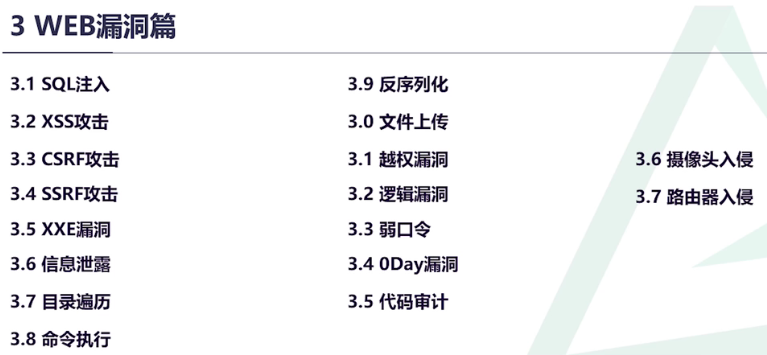 3 WEB漏洞篇
3.1 SQL注入
3.2 XSS攻击
3.3 CSRF攻击
3.4 SSRF攻击
3.5 XXE漏洞
3.6 信息泄露
3.7 目录遍历
3.8 命令执行
3.9 反序列化
3.0 文件上传
3.1 越权漏洞
3.2 逻辑漏洞
3.3 弱口令
3.4 0Day漏洞
3.5 代码审计
3.6 摄像头入侵
3.7 路由器入侵